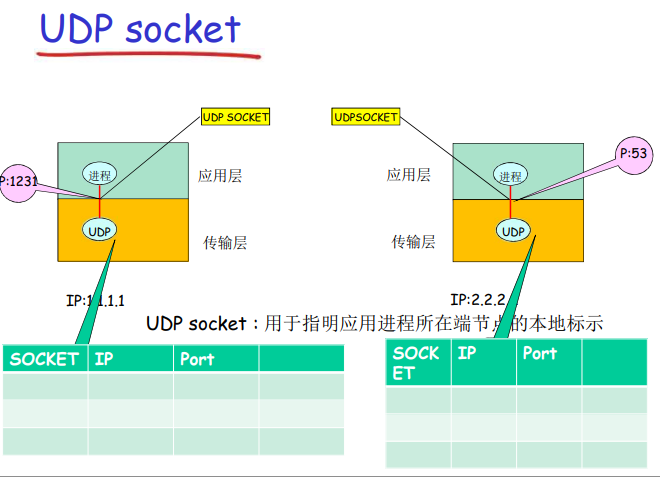 UDP socket
UDP SOCKET
UDPSOCKET
P:1231
进程
应用层
应用层
进程
P:53
UDP
传输层
传输层
UDP
IP:1.1.1.1
IP:2.2.2
UDP socket：用于指明应用进程所在端节点的本地标示
SOCKET IP Port
SOCK
ET IP Port